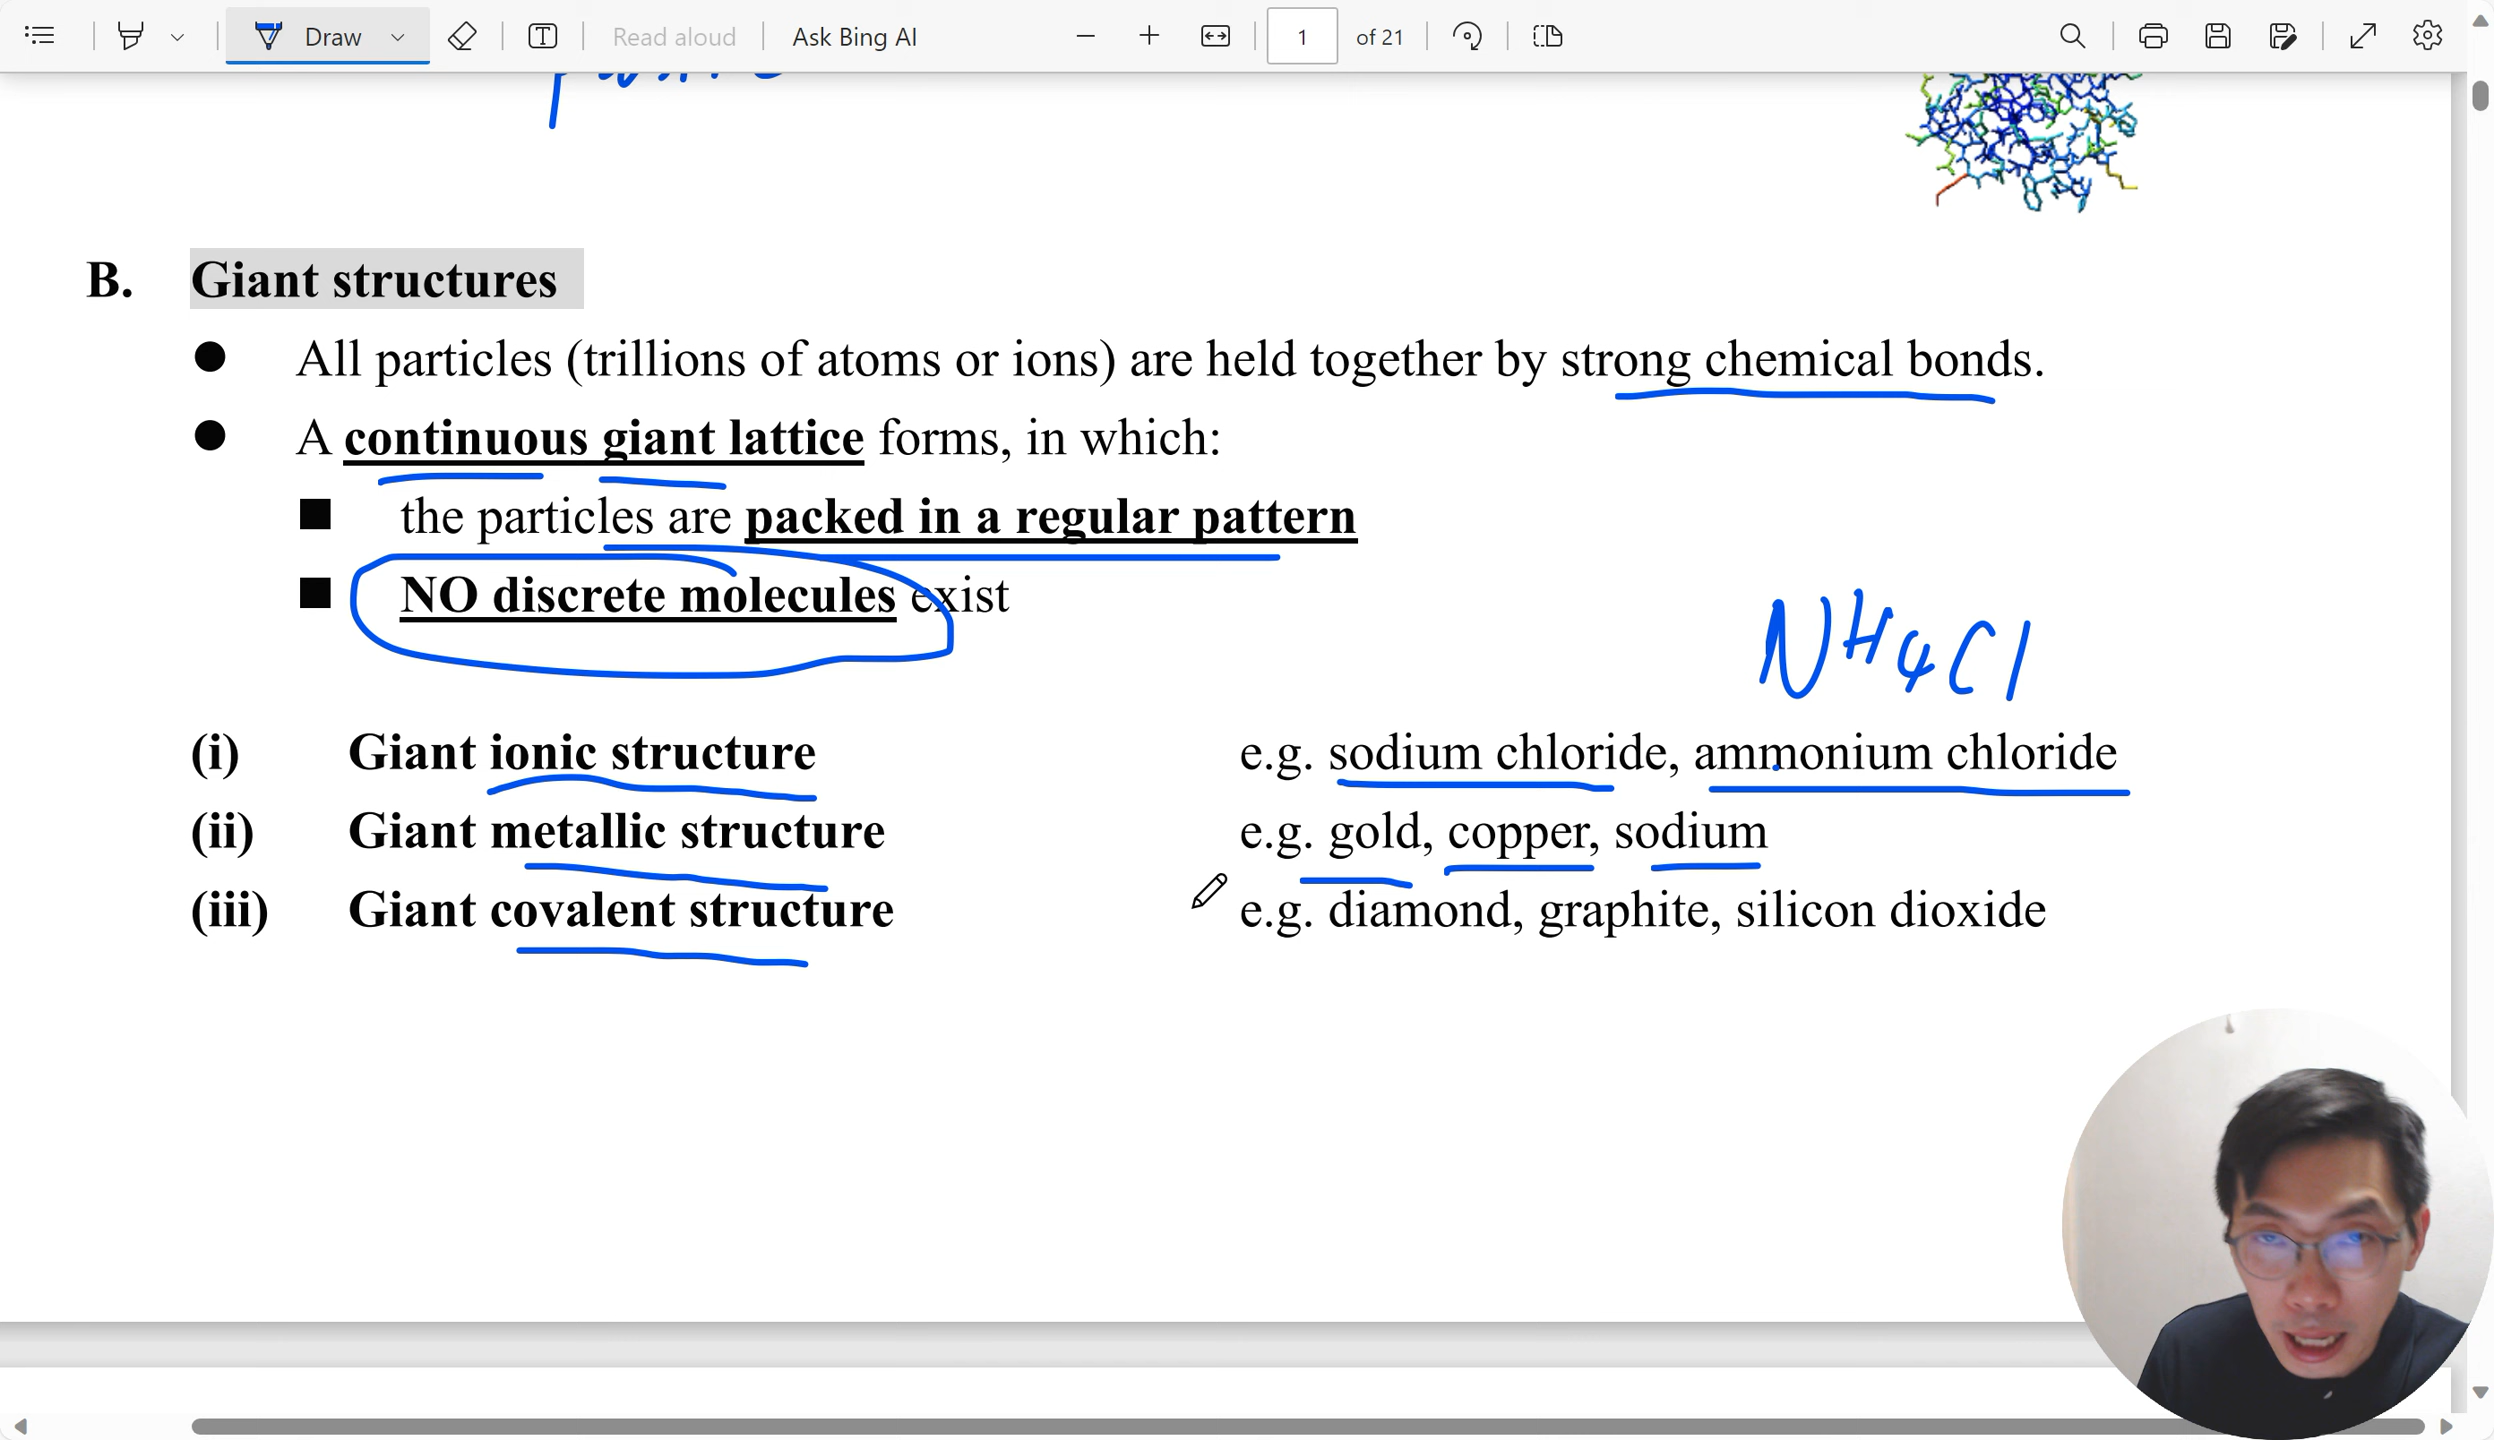 Draw Read aloud Ask Bing AI 1 of 21
B. Giant structures
● All particles (trillions of atoms or ions) are held together by strong chemical bonds.
● A continuous giant lattice forms, in which:
■ the particles are packed in a regular pattern
■ NO discrete molecules exist
NH4Cl
(i) Giant ionic structure e.g. sodium chloride, ammonium chloride
(ii) Giant metallic structure e.g. gold, copper, sodium
(iii) Giant covalent structure e.g. diamond, graphite, silicon dioxide